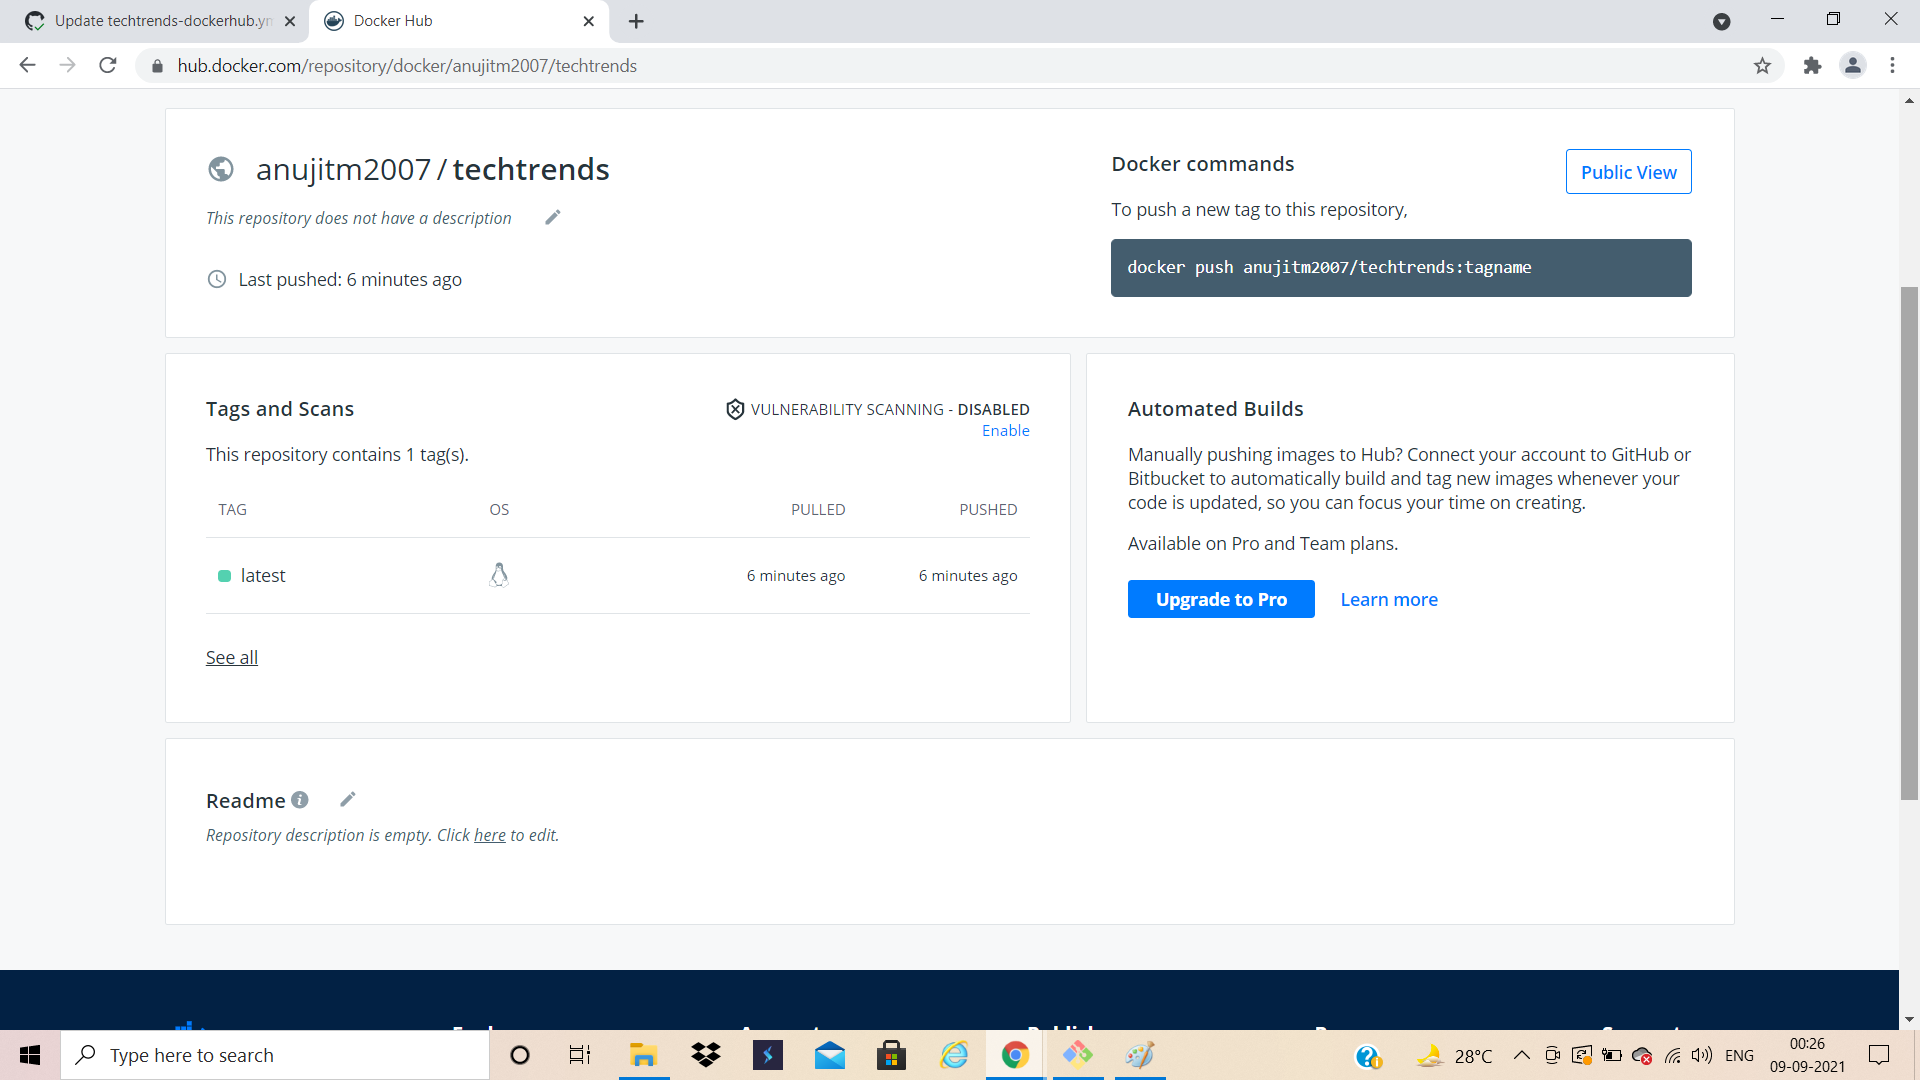 Update techtrends-dockerhub.yn
Docker Hub
hub.docker.com/repository/docker/anujitm2007/techtrends
anujitm2007 / techtrends
This repository does not have a description
Last pushed: 6 minutes ago
Docker commands
Public View
To push a new tag to this repository,
docker push anujitm2007/techtrends:tagname
Tags and Scans
VULNERABILITY SCANNING - DISABLED
Enable
This repository contains 1 tag(s).
TAG OS PULLED PUSHED
latest 6 minutes ago 6 minutes ago
See all
Automated Builds
Manually pushing images to Hub? Connect your account to GitHub or
Bitbucket to automatically build and tag new images whenever your
code is updated, so you can focus your time on creating.
Available on Pro and Team plans.
Upgrade to Pro Learn more
Readme
Repository description is empty. Click here to edit.
Type here to search
28°C
ENG
00:26
09-09-2021